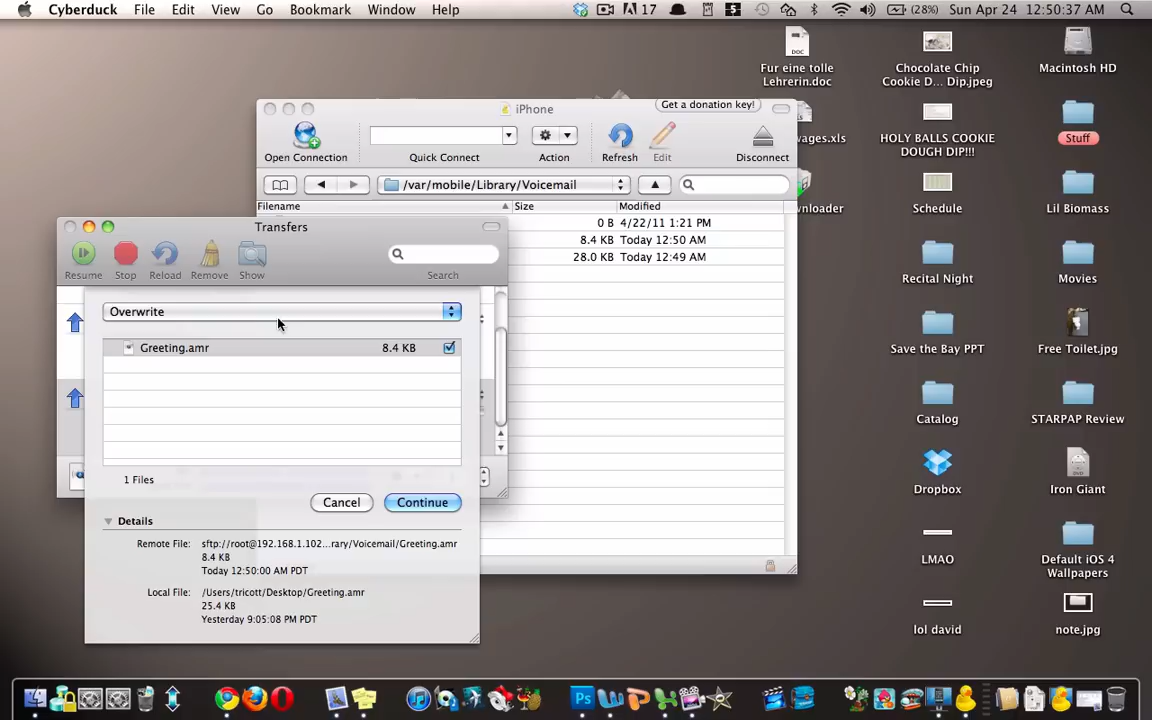 Cyberduck File Edit View Go Bookmark Window Help
17 5 (28%) Sun Apr 24 12:50:37 AM
Fur eine tolle
Lehrerin.doc
Chocolate Chip
Cookie D... Dip.jpeg
Macintosh HD
wages.xls
HOLY BALLS COOKIE
DOUGH DIP!!!
Stuff
wnloader
Schedule
Lil Biomass
Recital Night
Movies
Save the Bay PPT
Free Toilet.jpg
Catalog
STARPAP Review
Dropbox
Iron Giant
LMAO
Default iOS 4
Wallpapers
lol david
note.jpg
iPhone
Get a donation key!
Open Connection Quick Connect Action Refresh Edit Disconnect
/var/mobile/Library/Voicemail
Filename Size Modified
0 B 4/22/11 1:21 PM
8.4 KB Today 12:50 AM
28.0 KB Today 12:49 AM
Transfers
Resume Stop Reload Remove Show Search
Overwrite
Greeting.amr 8.4 KB
1 Files
Cancel Continue
Details
Remote File: sftp://root@192.168.1.102...rary/Voicemail/Greeting.amr
8.4 KB
Today 12:50:00 AM PDT
Local File: /Users/tricott/Desktop/Greeting.amr
25.4 KB
Yesterday 9:05:08 PM PDT